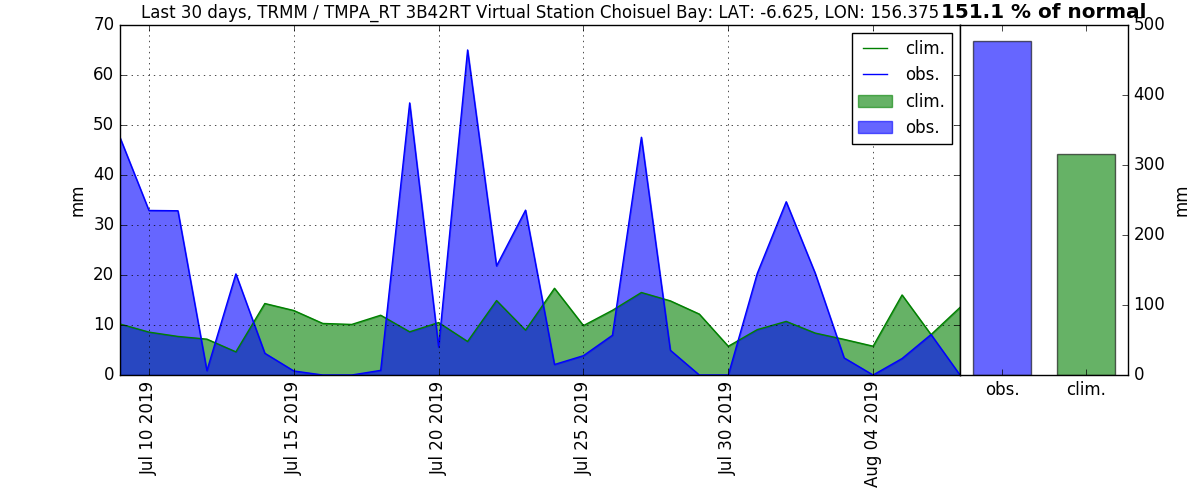 Last 30 days, TRMM / TMPA_RT 3B42RT Virtual Station Choisuel Bay: LAT: -6.625, LON: 156.375
151.1 % of normal
70
60
50
40
30
20
10
0
mm
Jul 10 2019
Jul 15 2019
Jul 20 2019
Jul 25 2019
Jul 30 2019
Aug 04 2019
clim.
obs.
clim.
obs.
500
400
300
200
100
0
mm
obs.
clim.